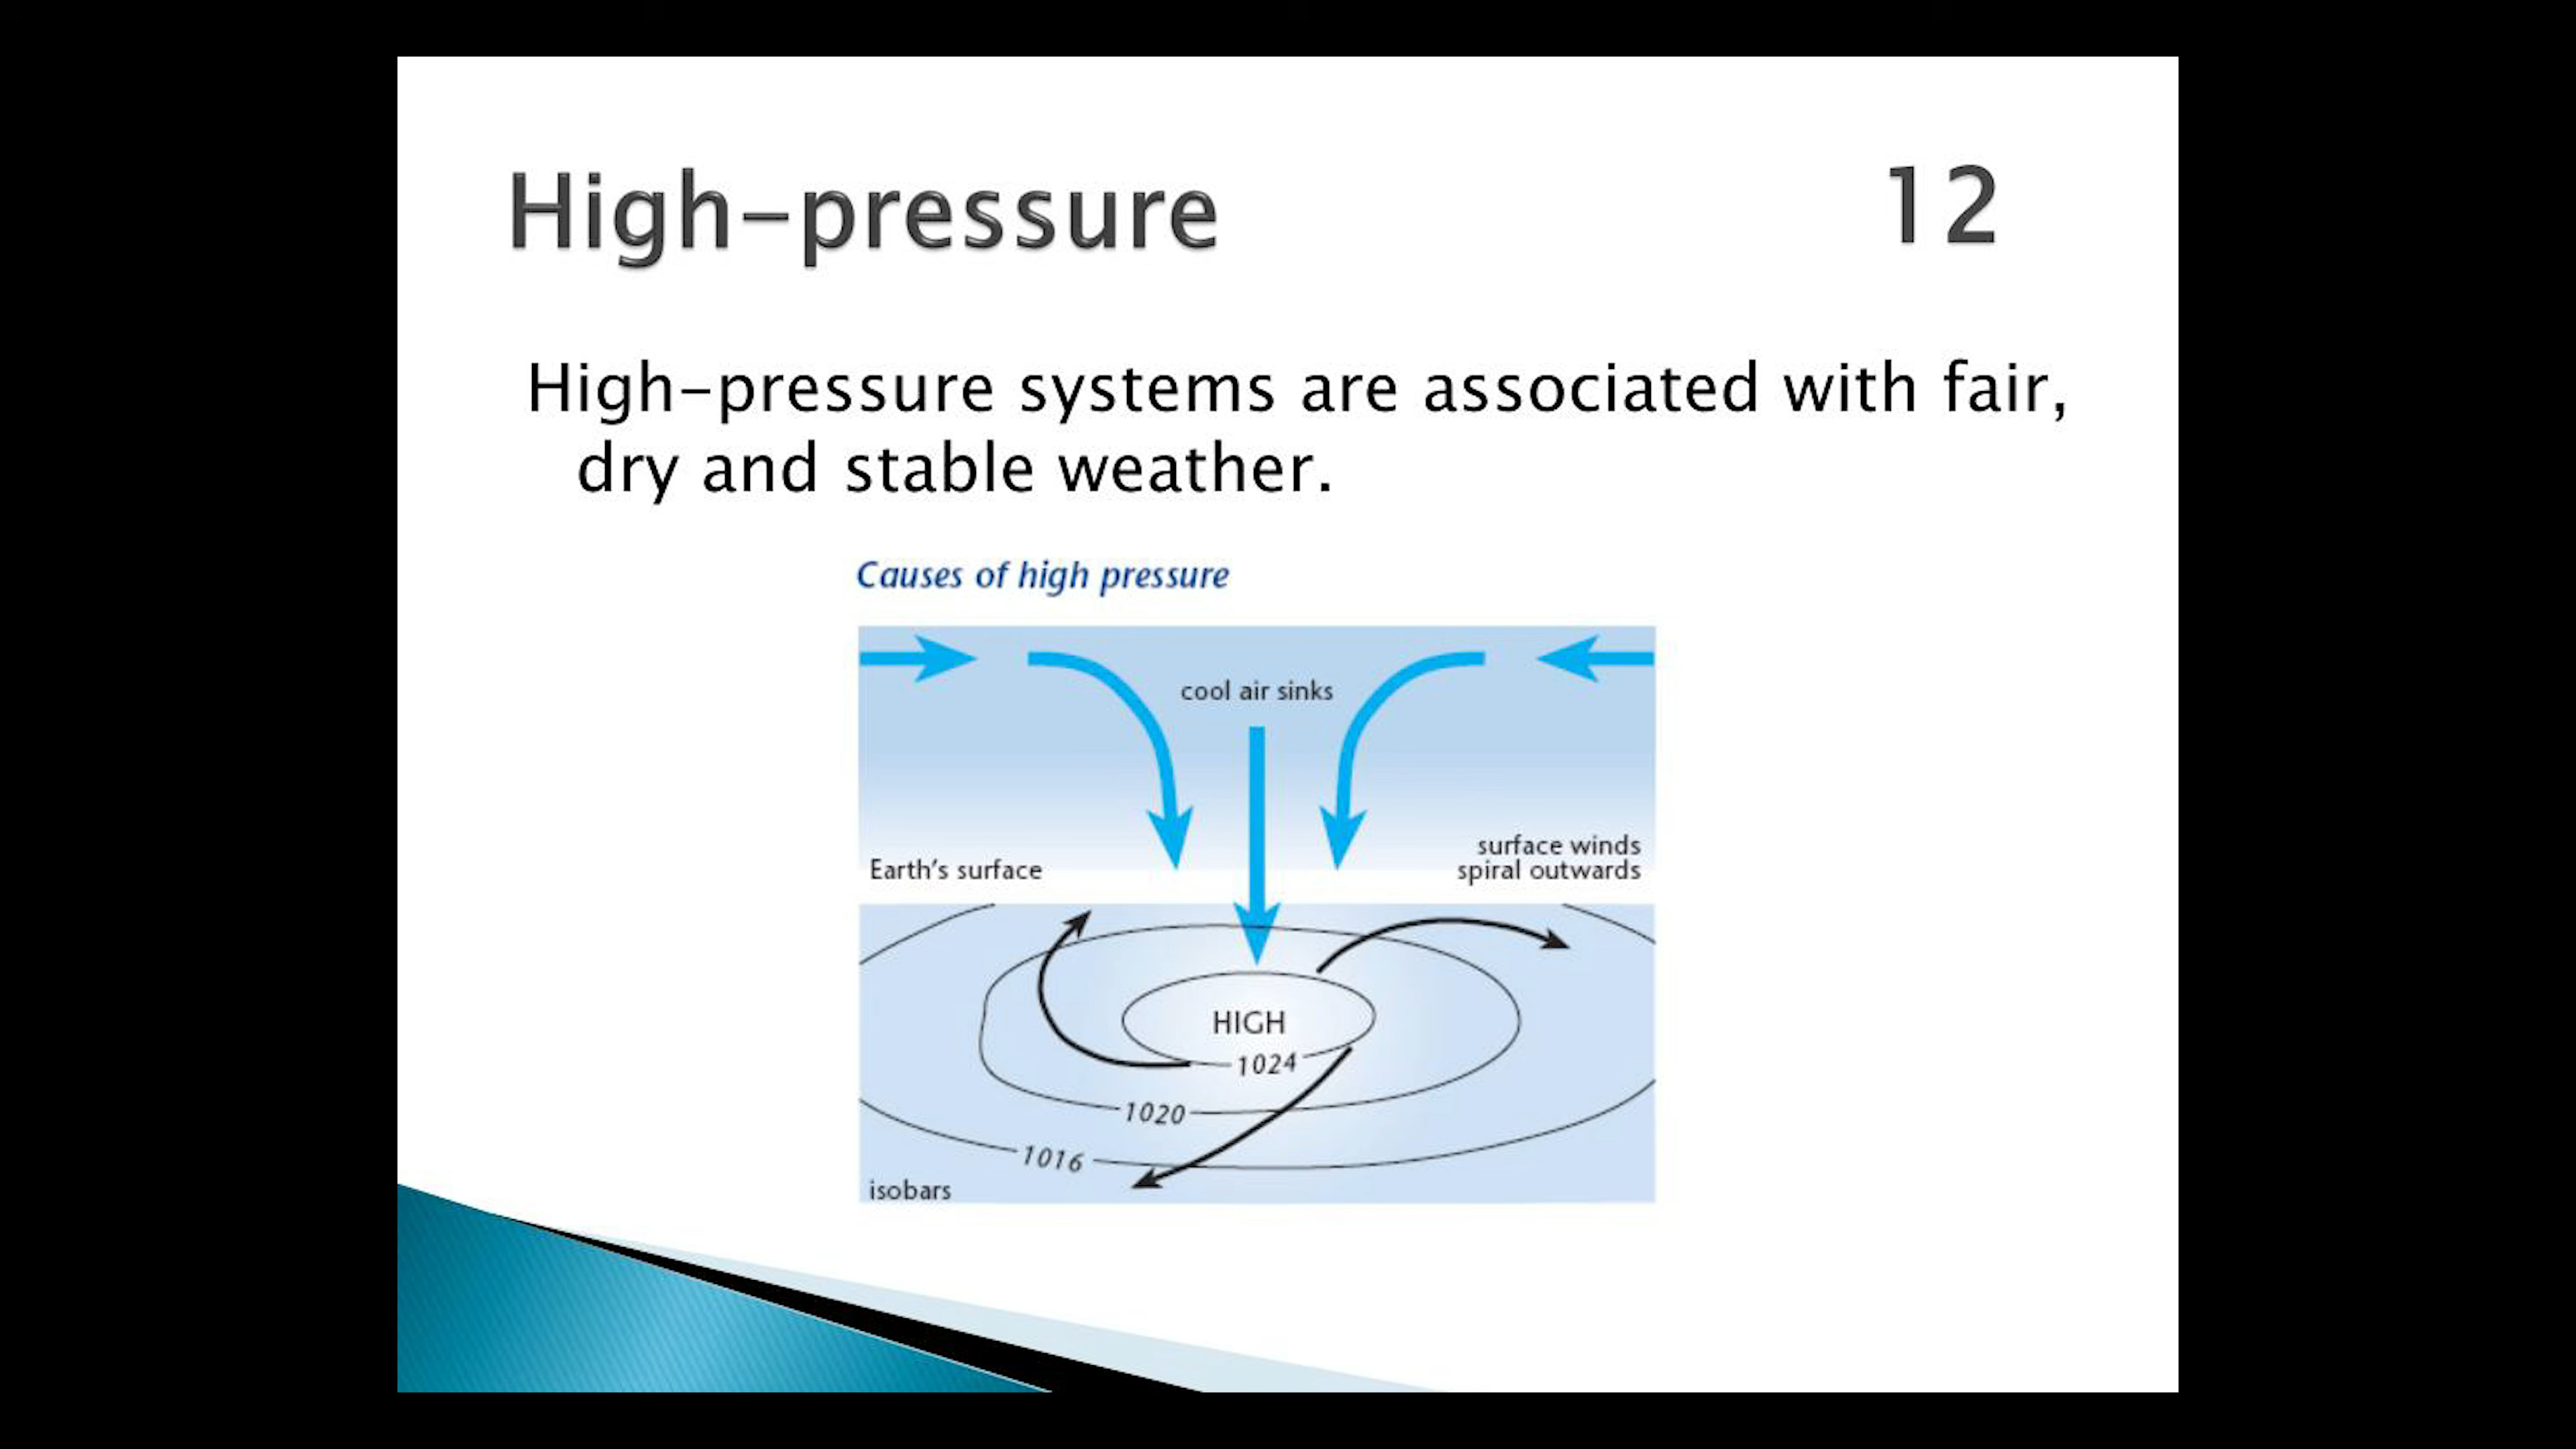 High-pressure 12
High-pressure systems are associated with fair,
dry and stable weather.
Causes of high pressure
cool air sinks
surface winds
spiral outwards
Earth's surface
HIGH
1024
1020
1016
isobars